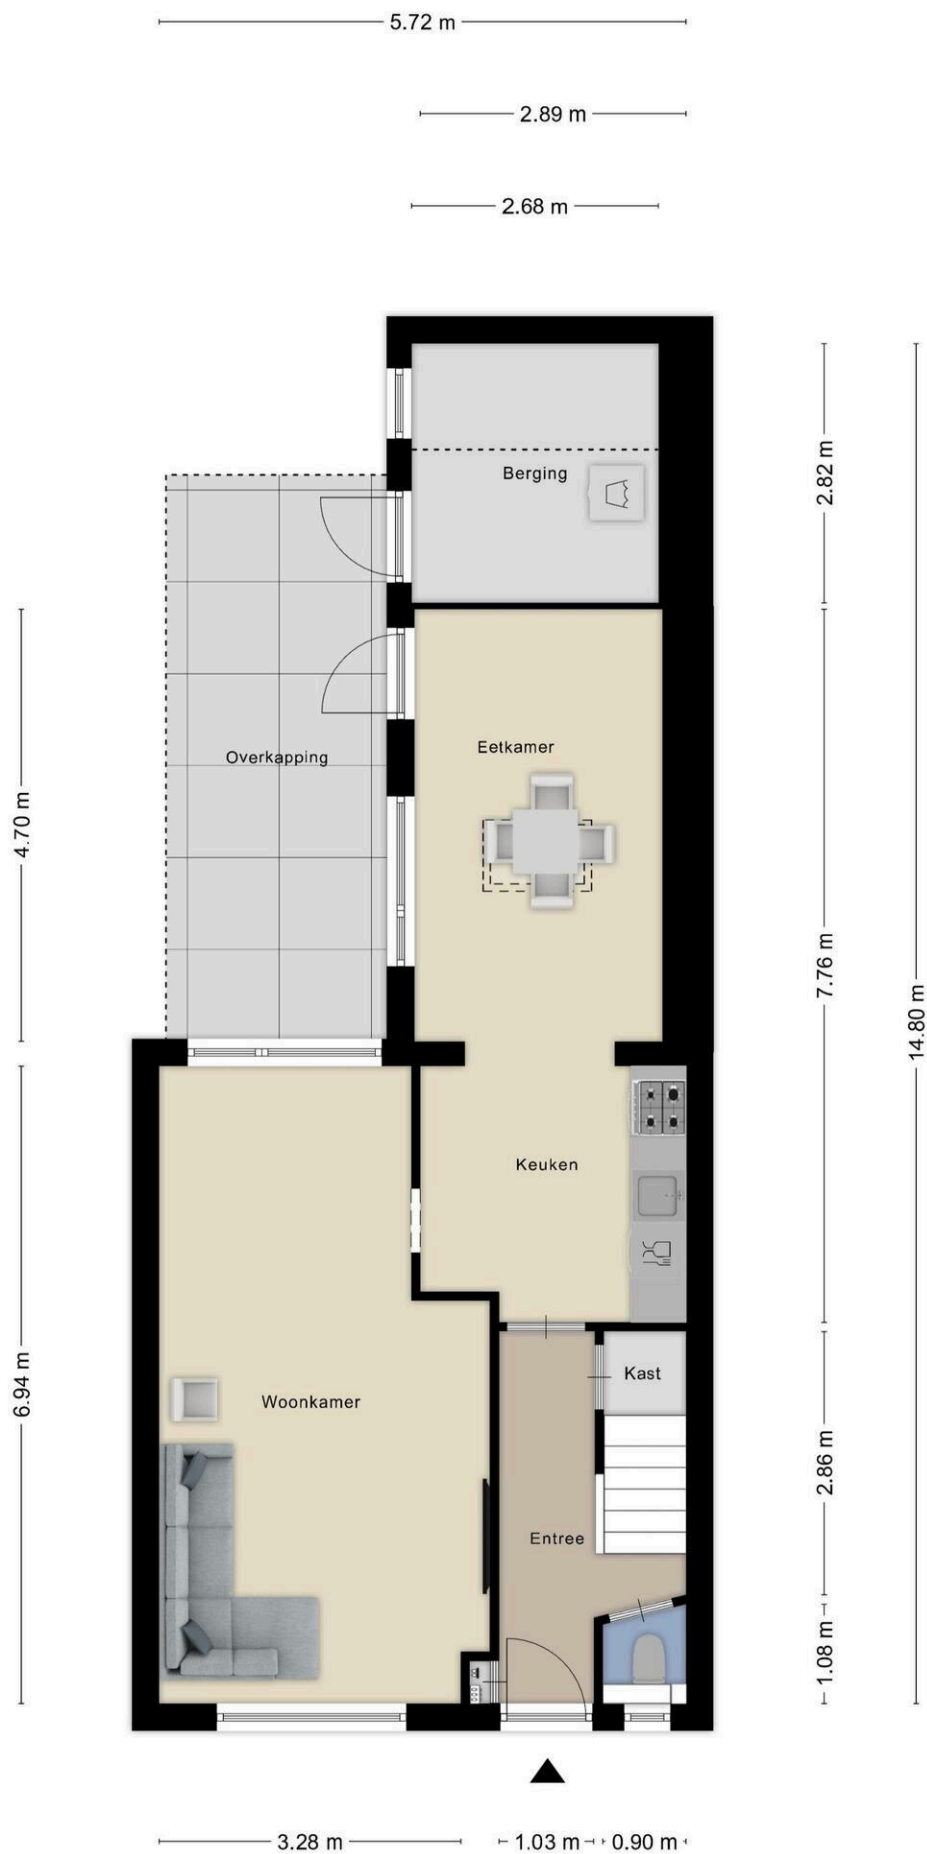 5.72 m
2.89 m
2.68 m
2.82 m
Berging
Eetkamer
Overkapping
4.70 m
7.76 m
14.80 m
Keuken
Kast
Woonkamer
6.94 m
2.86 m
Entree
1.08 m
3.28 m
1.03 m
0.90 m